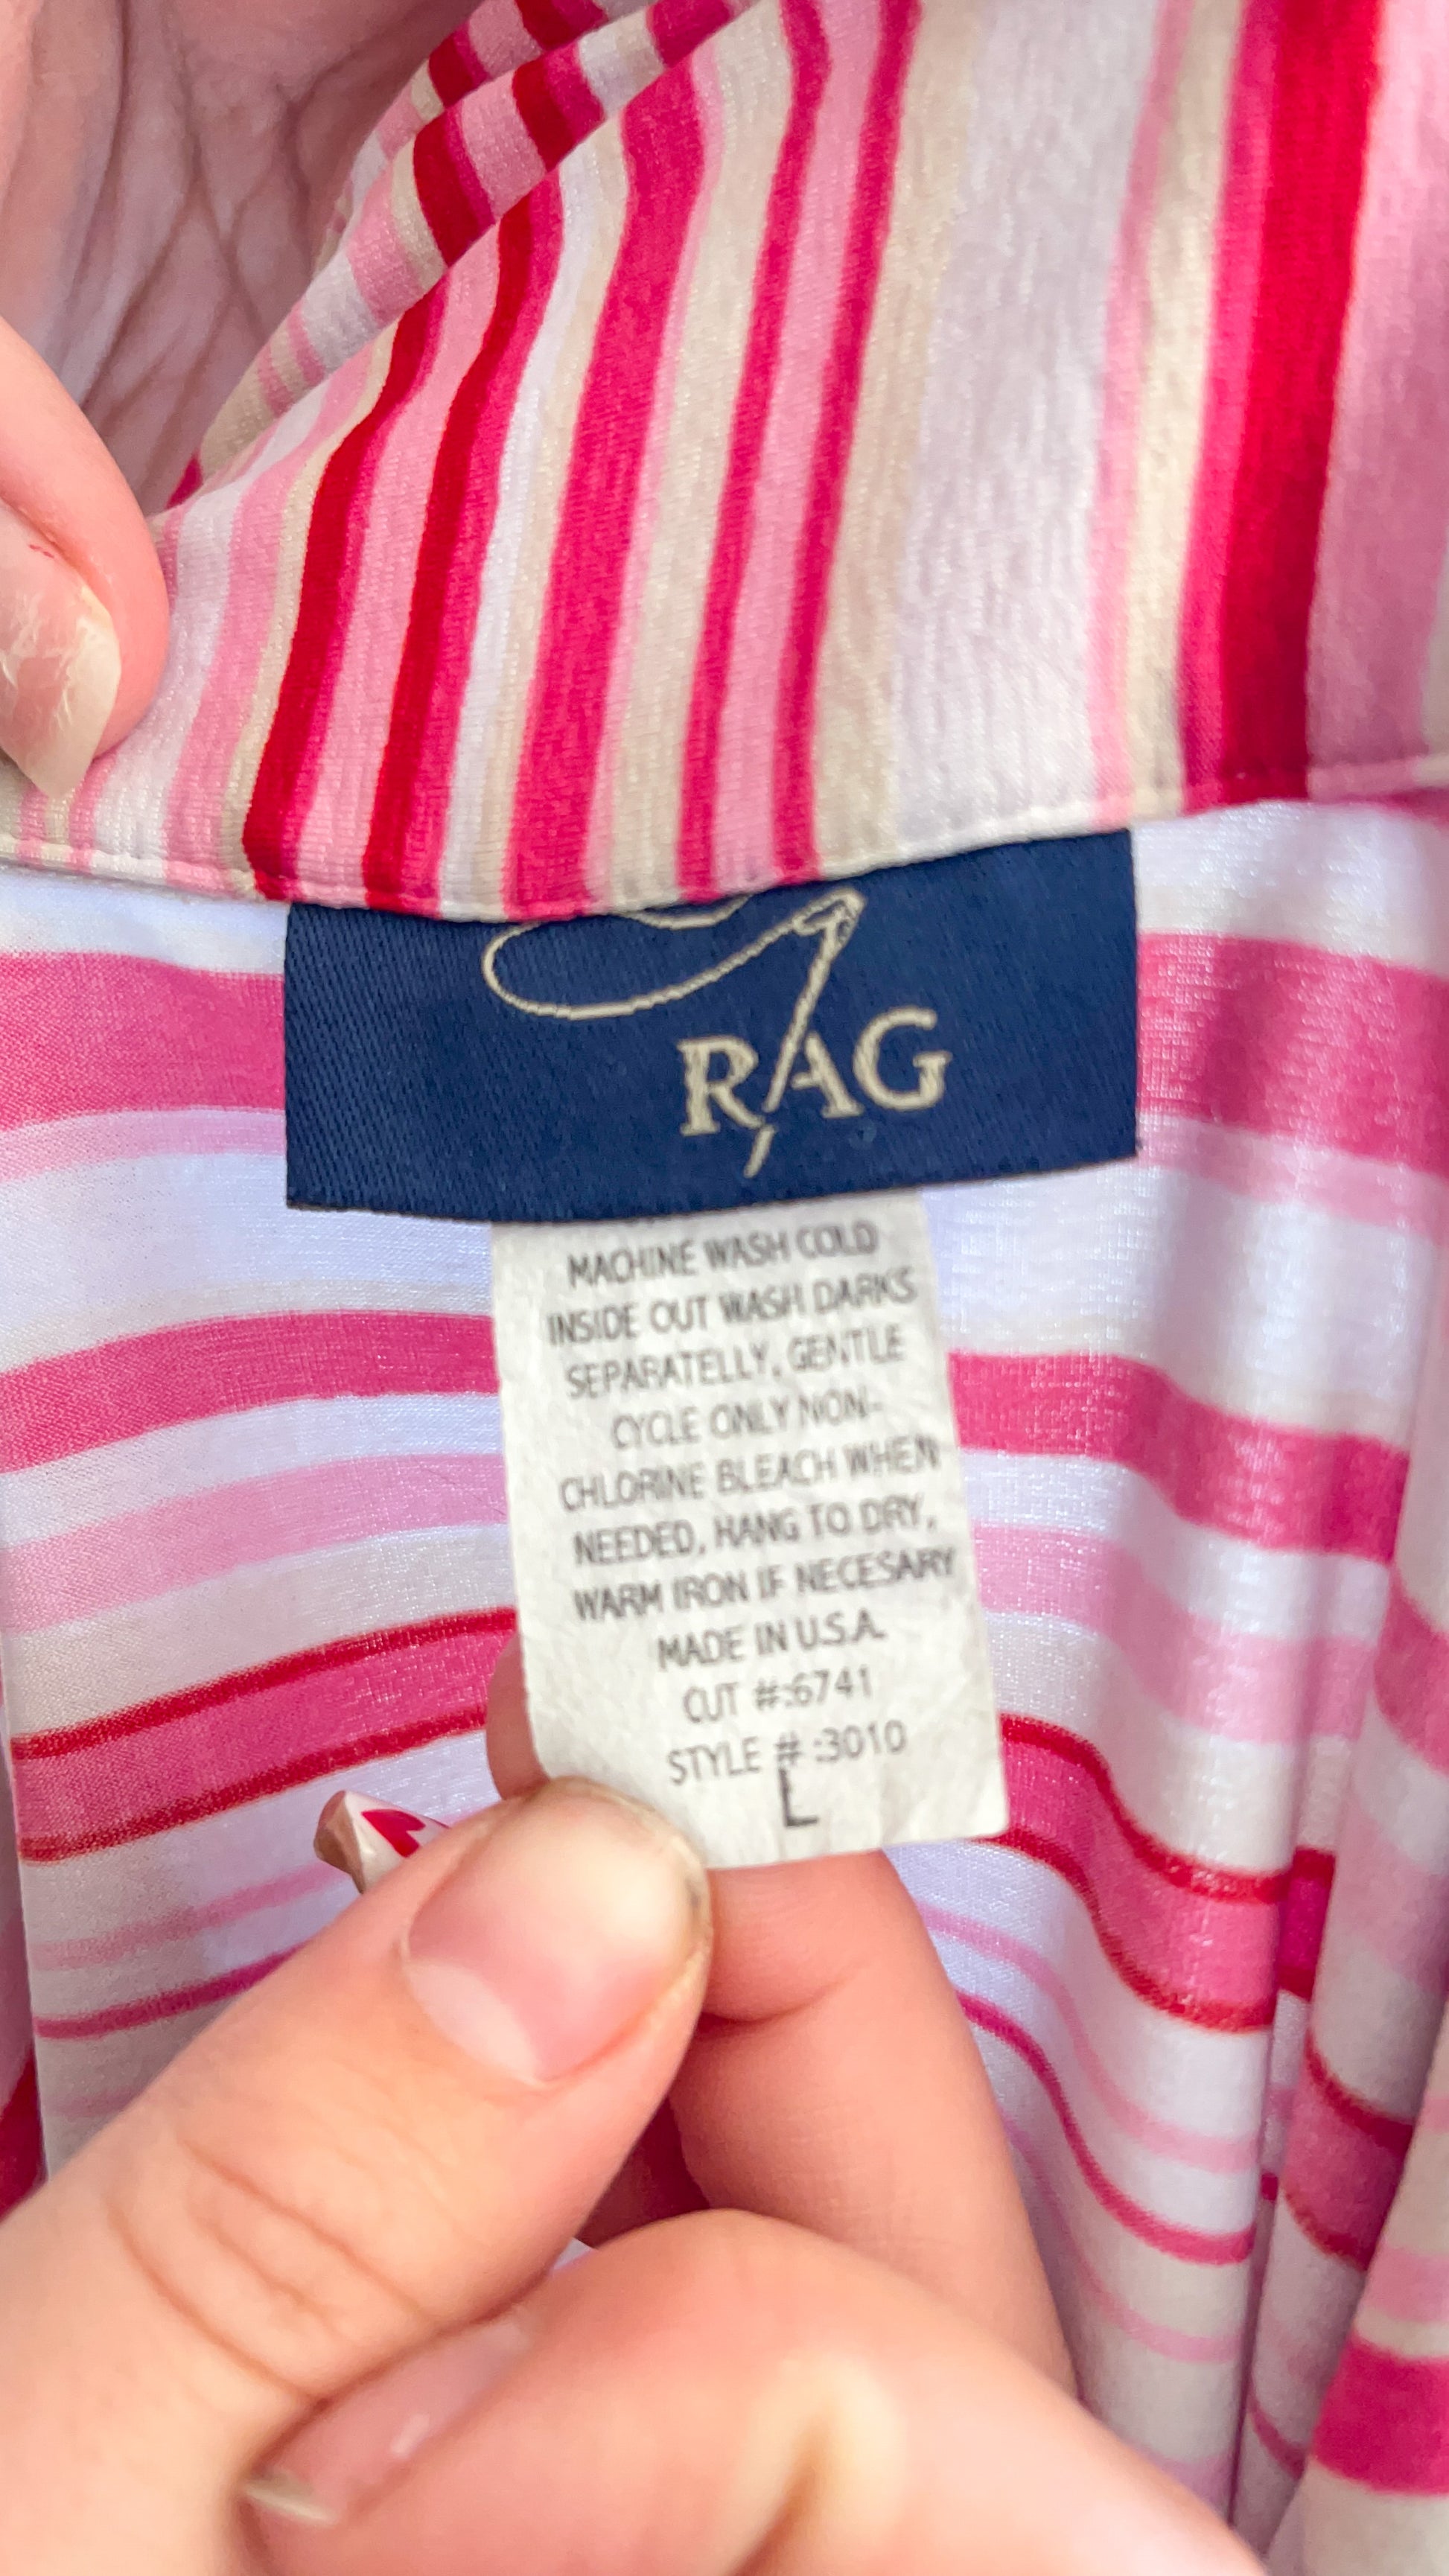 RAG
MACHINE WASH COLD
INSIDE OUT WASH DARKS
SEPARATELLY, GENTLE
CYCLE ONLY NON-
CHLORINE BLEACH WHEN
NEEDED, HANG TO DRY,
WARM IRON IF NECESARY
MADE IN U.S.A.
CUT #:6741
STYLE #:3010
L